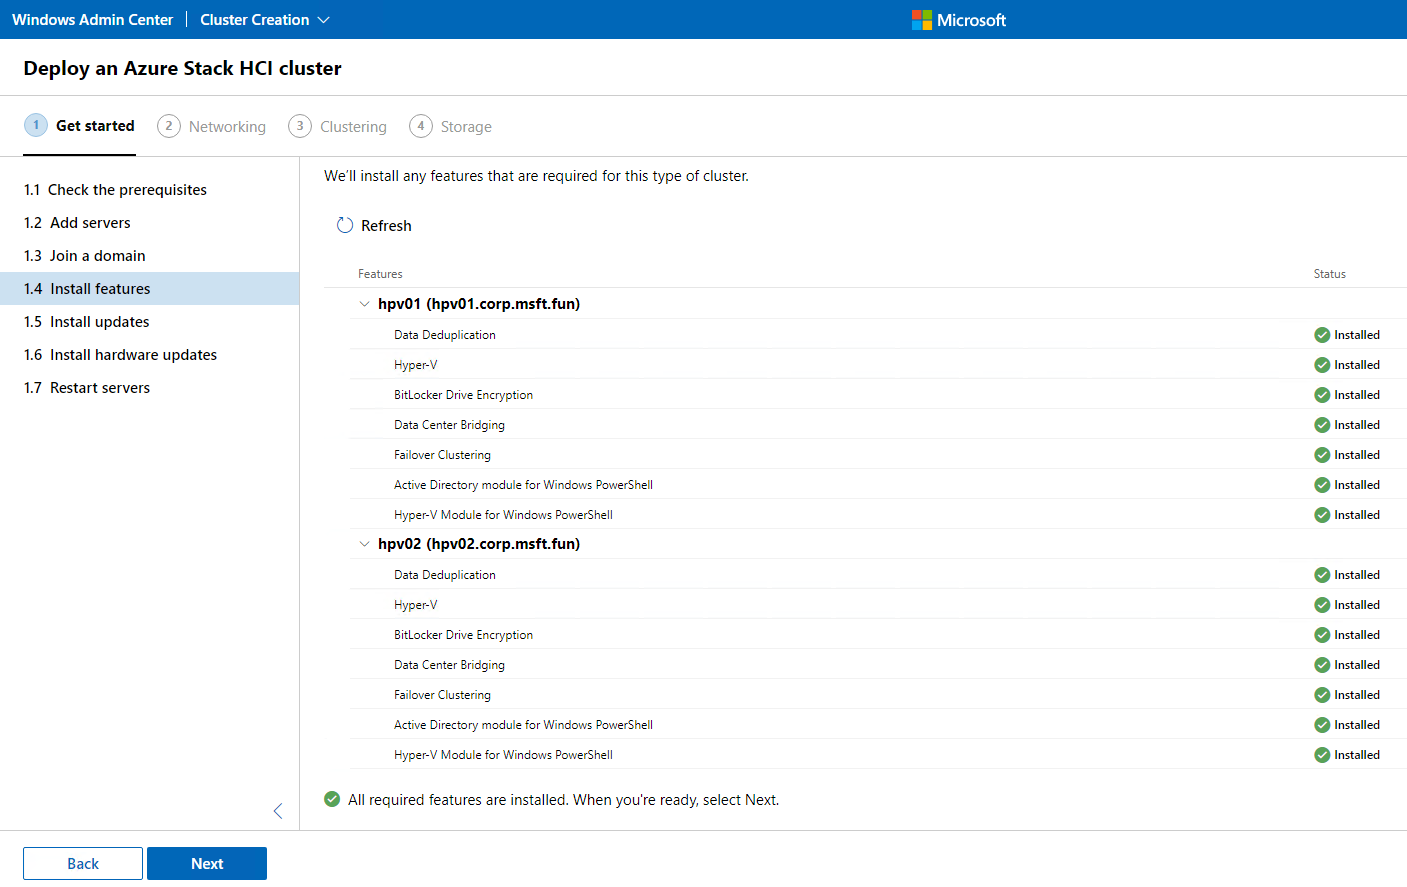 Windows Admin Center | Cluster Creation
Microsoft
Deploy an Azure Stack HCI cluster
1 Get started 2 Networking 3 Clustering 4 Storage
1.1 Check the prerequisites
1.2 Add servers
1.3 Join a domain
1.4 Install features
1.5 Install updates
1.6 Install hardware updates
1.7 Restart servers
We'll install any features that are required for this type of cluster.
Refresh
Features Status
hpv01 (hpv01.corp.msft.fun)
Data Deduplication Installed
Hyper-V Installed
BitLocker Drive Encryption Installed
Data Center Bridging Installed
Failover Clustering Installed
Active Directory module for Windows PowerShell Installed
Hyper-V Module for Windows PowerShell Installed
hpv02 (hpv02.corp.msft.fun)
Data Deduplication Installed
Hyper-V Installed
BitLocker Drive Encryption Installed
Data Center Bridging Installed
Failover Clustering Installed
Active Directory module for Windows PowerShell Installed
Hyper-V Module for Windows PowerShell Installed
All required features are installed. When you're ready, select Next.
Back Next